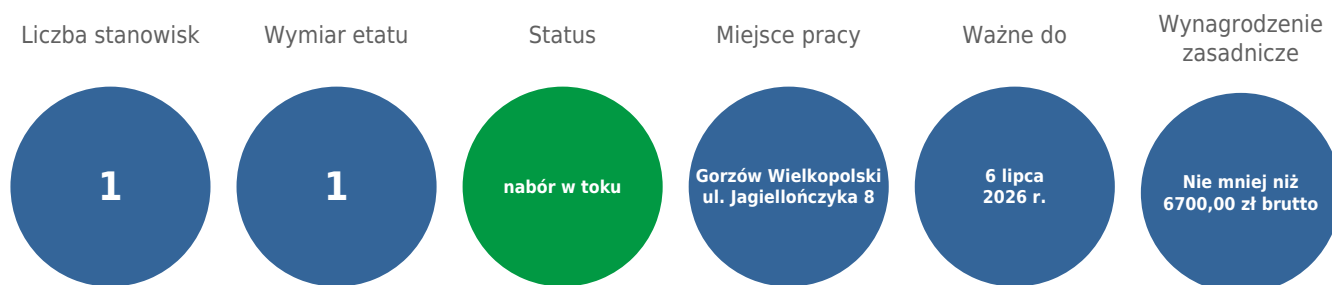 Liczba stanowisk
1
Wymiar etatu
1
Status
nabór w toku
Miejsce pracy
Gorzów Wielkopolski
ul. Jagiellończyka 8
Ważne do
6 lipca
2026 r.
Wynagrodzenie
zasadnicze
Nie mniej niż
6700,00 zł brutto